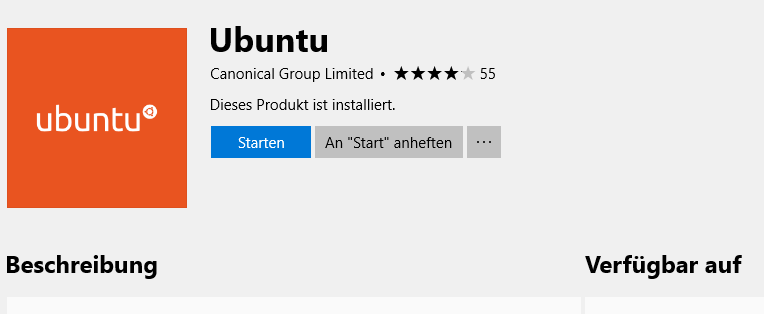 ubuntu
Ubuntu
Canonical Group Limited • ★★★★★ 55
Dieses Produkt ist installiert.
Starten An "Start" anheften ...
Beschreibung Verfügbar auf